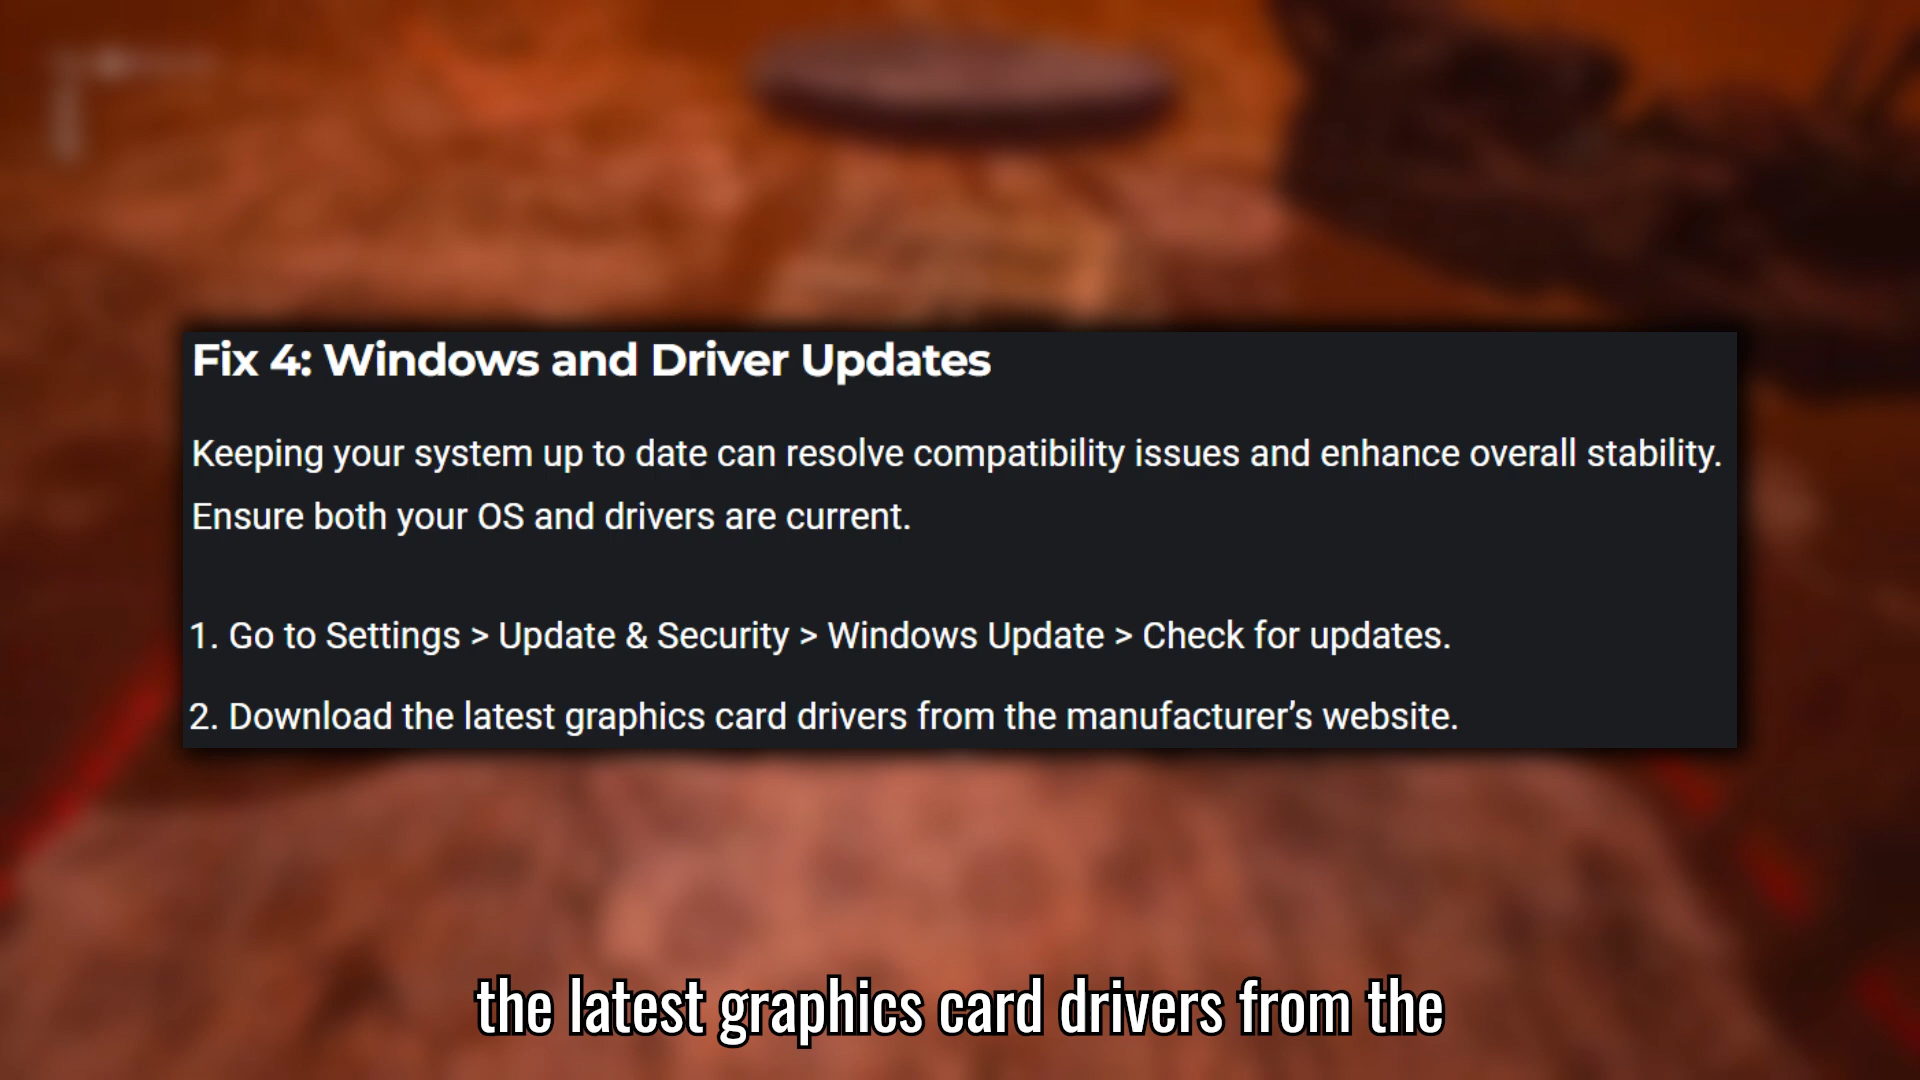 Fix 4: Windows and Driver Updates
Keeping your system up to date can resolve compatibility issues and enhance overall stability.
Ensure both your OS and drivers are current.
1. Go to Settings > Update & Security > Windows Update > Check for updates.
2. Download the latest graphics card drivers from the manufacturer’s website.
the latest graphics card drivers from the